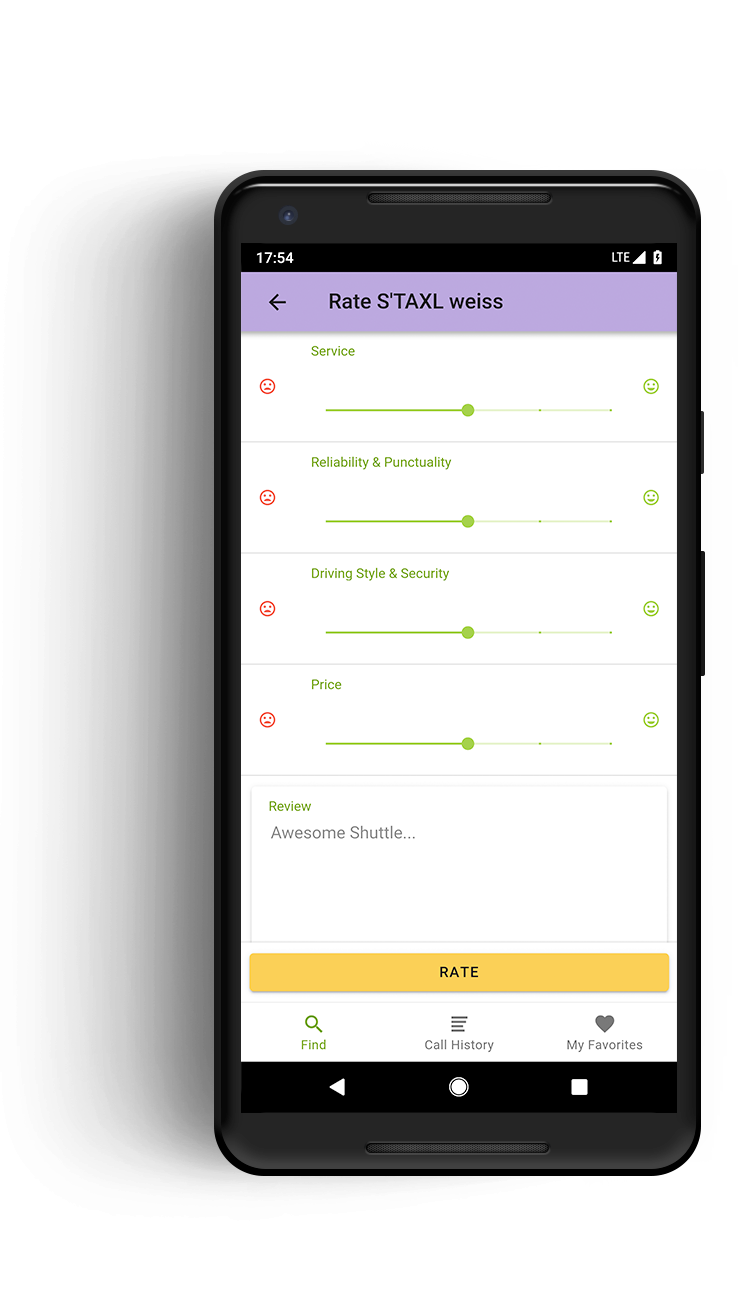 17:54
LTE
Rate S'TAXL weiss
Service
Reliability & Punctuality
Driving Style & Security
Price
Review
Awesome Shuttle...
RATE
Find
Call History
My Favorites